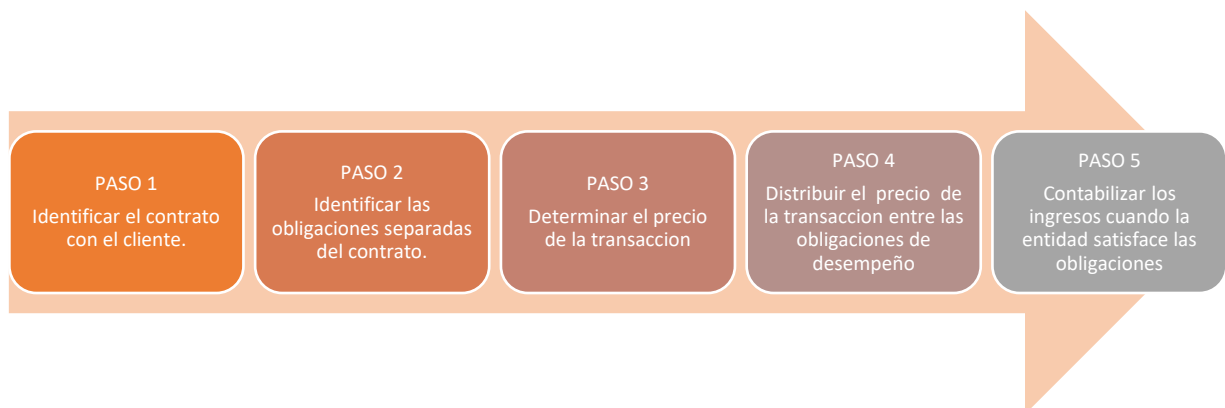 PASO 1
Identificar el contrato
con el cliente.
PASO 2
Identificar las
obligaciones separadas
del contrato.
PASO 3
Determinar el precio
de la transaccion
PASO 4
Distribuir el  precio de
la transaccion entre las
obligaciones de
desempeño
PASO 5
Contabilizar los
ingresos cuando la
entidad satisface las
obligaciones